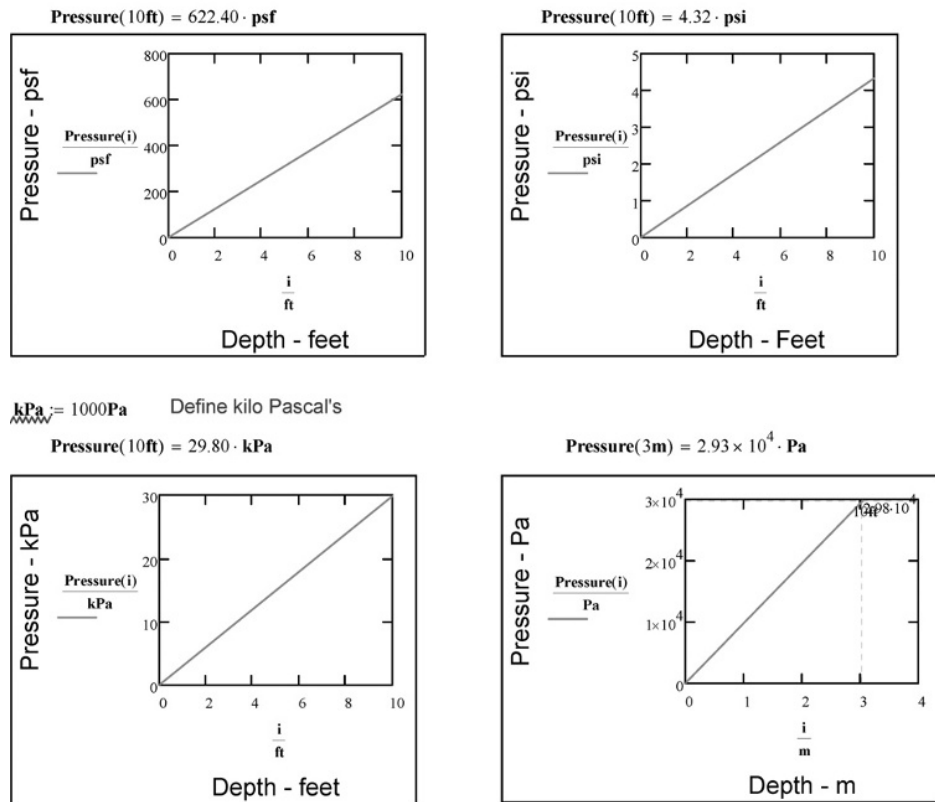 Pressure(10ft) = 622.40 · psf
Pressure - psf
800
600
400
200
0
Pressure(i)
psf
0 2 4 6 8 10
i
ft
Depth - feet
Pressure(10ft) = 4.32 · psi
Pressure - psi
5
4
3
2
1
0
Pressure(i)
psi
0 2 4 6 8 10
i
ft
Depth - Feet
kPa := 1000Pa Define kilo Pascal's
Pressure(10ft) = 29.80 · kPa
Pressure - kPa
30
20
10
0
Pressure(i)
kPa
0 2 4 6 8 10
i
ft
Depth - feet
Pressure(3m) = 2.93 × 10⁴ · Pa
Pressure - Pa
3×10⁴
2×10⁴
1×10⁴
0
Pressure(i)
Pa
0 1 2 3 4
i
m
Depth - m